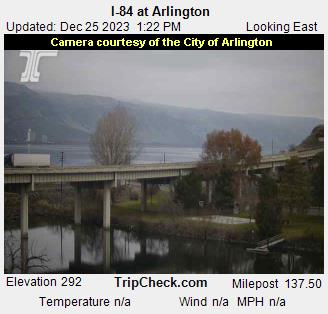 I-84 at Arlington
Updated: Dec 25 2023 1:22 PM Looking East
Camera courtesy of the City of Arlington
Elevation 292 TripCheck.com Milepost 137.50
Temperature n/a Wind n/a MPH n/a